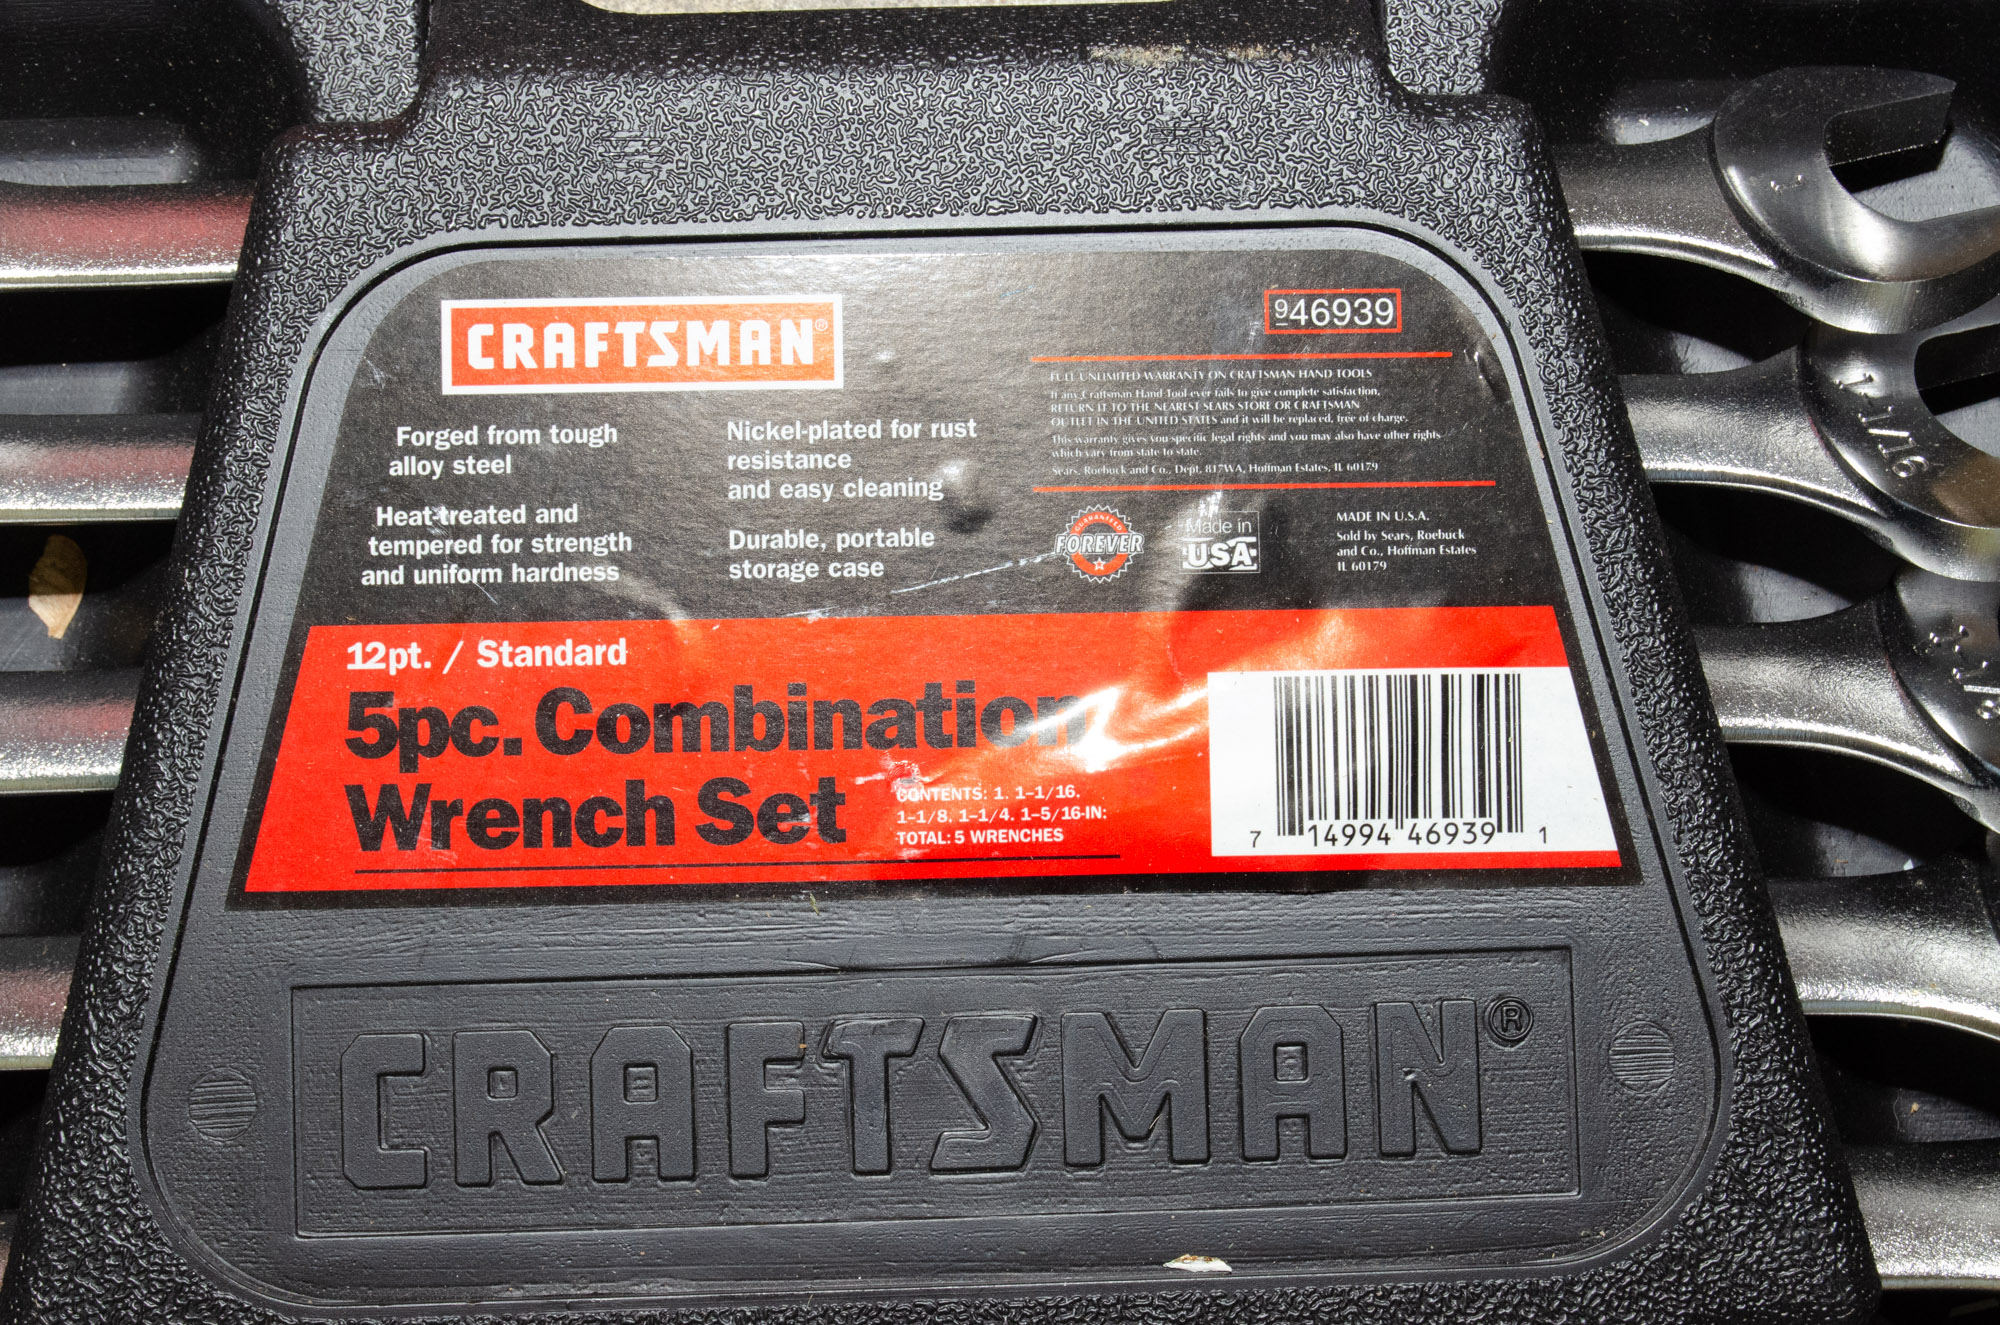 CRAFTSMAN®
946939
Forged from tough
alloy steel
Heat-treated and
tempered for strength
and uniform hardness
Nickel-plated for rust
resistance
and easy cleaning
Durable, portable
storage case
FULL UNLIMITED WARRANTY ON CRAFTSMAN HAND TOOLS
If any Craftsman Hand Tool ever fails to give complete satisfaction,
RETURN IT TO THE NEAREST SEARS STORE OR CRAFTSMAN
OUTLET IN THE UNITED STATES and it will be replaced, free of charge.
This warranty gives you specific legal rights and you may also have other rights
which vary from state to state.
Sears, Roebuck and Co., Dept. 817WA, Hoffman Estates, IL 60179
GUARANTEED
FOREVER
Made in
USA
MADE IN U.S.A.
Sold by Sears, Roebuck
and Co., Hoffman Estates
IL 60179
12pt. / Standard
5pc. Combination
Wrench Set
CONTENTS: 1. 1-1/16.
1-1/8. 1-1/4. 1-5/16-IN:
TOTAL: 5 WRENCHES
7 14994 46939 1
CRAFTSMAN®
1
1 1/16